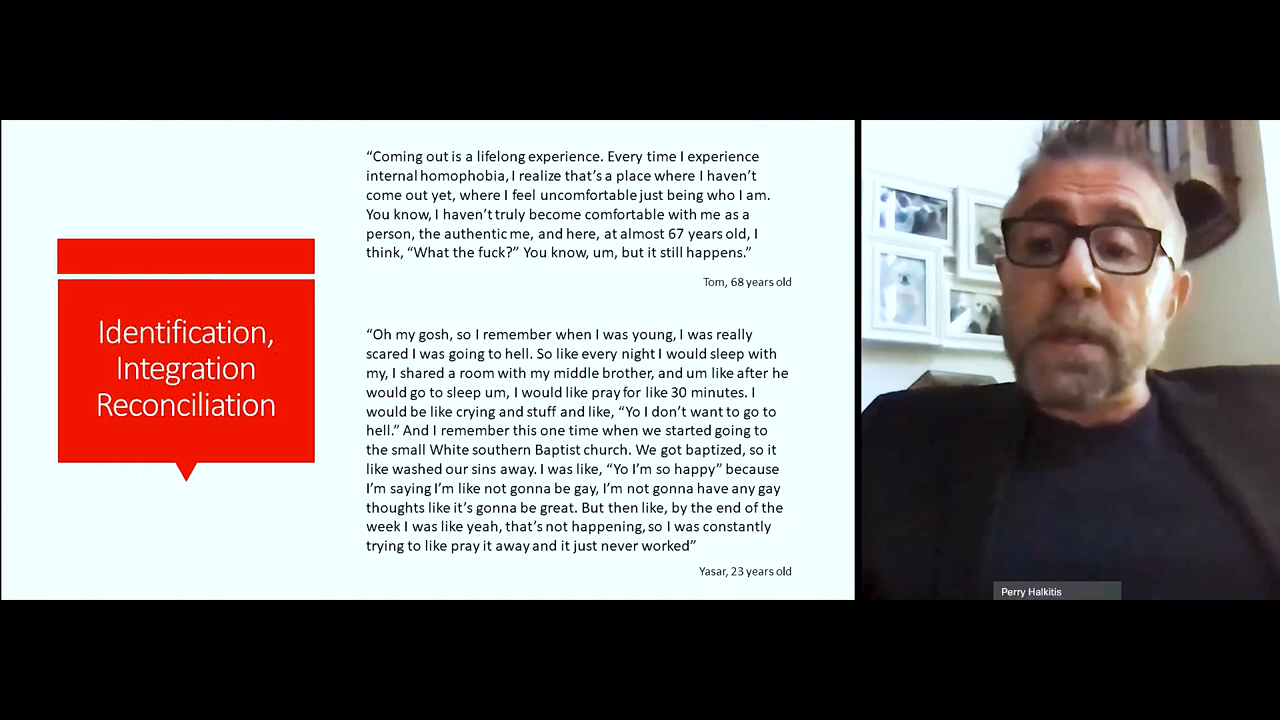 Identification,
Integration
Reconciliation
“Coming out is a lifelong experience. Every time I experience
internal homophobia, I realize that’s a place where I haven’t
come out yet, where I feel uncomfortable just being who I am.
You know, I haven’t truly become comfortable with me as a
person, the authentic me, and here, at almost 67 years old, I
think, “What the fuck?” You know, um, but it still happens.”
Tom, 68 years old
“Oh my gosh, so I remember when I was young, I was really
scared I was going to hell. So like every night I would sleep with
my, I shared a room with my middle brother, and um like after he
would go to sleep um, I would like pray for like 30 minutes. I
would be like crying and stuff and like, “Yo I don’t want to go to
hell.” And I remember this one time when we started going to
the small White southern Baptist church. We got baptized, so it
like washed our sins away. I was like, “Yo I’m so happy” because
I’m saying I’m like not gonna be gay, I’m not gonna have any gay
thoughts like it’s gonna be great. But then like, by the end of the
week I was like yeah, that’s not happening, so I was constantly
trying to like pray it away and it just never worked”
Yasar, 23 years old
Perry Halkitis